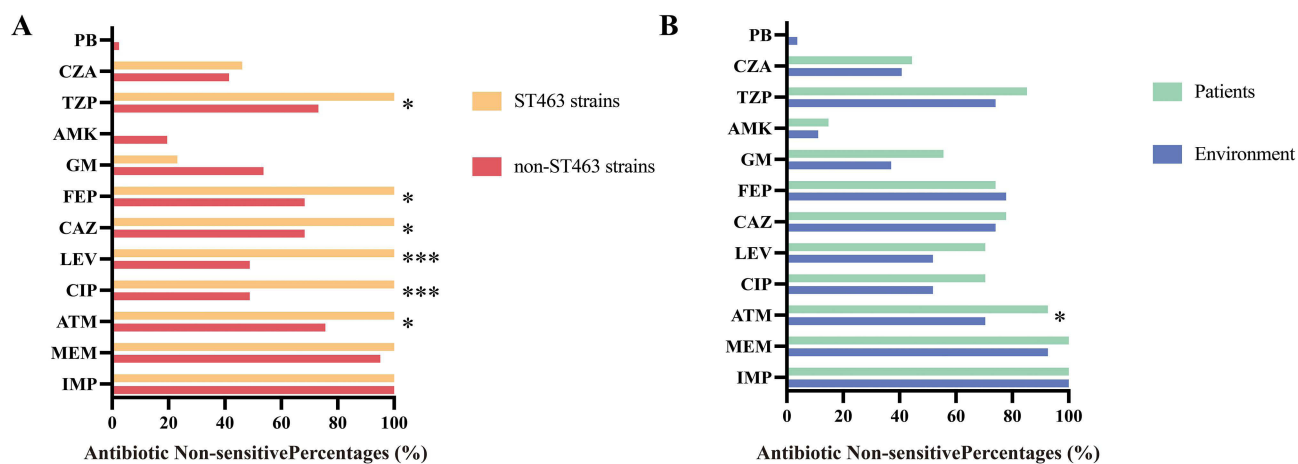 A
PB
CZA
TZP
*
AMK
GM
FEP
*
CAZ
*
LEV
***
CIP
***
ATM
*
MEM
IMP
0 20 40 60 80 100
Antibiotic Non-sensitivePercentages (%)
ST463 strains
non-ST463 strains
B
PB
CZA
TZP
AMK
GM
FEP
CAZ
LEV
CIP
ATM
*
MEM
IMP
0 20 40 60 80 100
Antibiotic Non-sensitivePercentages (%)
Patients
Environment